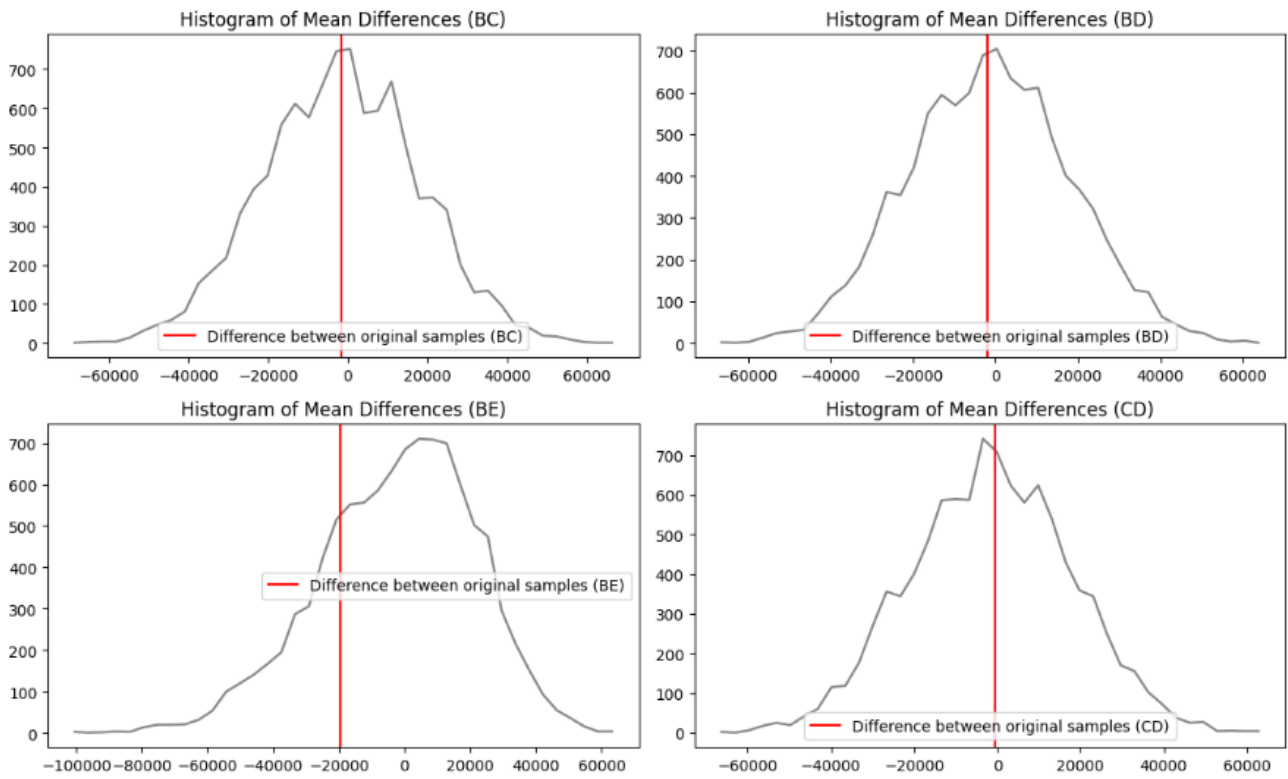 Histogram of Mean Differences (BC)
700
600
500
400
300
200
100
0
Difference between original samples (BC)
−60000 −40000 −20000 0 20000 40000 60000
Histogram of Mean Differences (BD)
700
600
500
400
300
200
100
0
Difference between original samples (BD)
−60000 −40000 −20000 0 20000 40000 60000
Histogram of Mean Differences (BE)
700
600
500
400
300
200
100
0
Difference between original samples (BE)
−100000 −80000 −60000 −40000 −20000 0 20000 40000 60000
Histogram of Mean Differences (CD)
700
600
500
400
300
200
100
0
Difference between original samples (CD)
−60000 −40000 −20000 0 20000 40000 60000